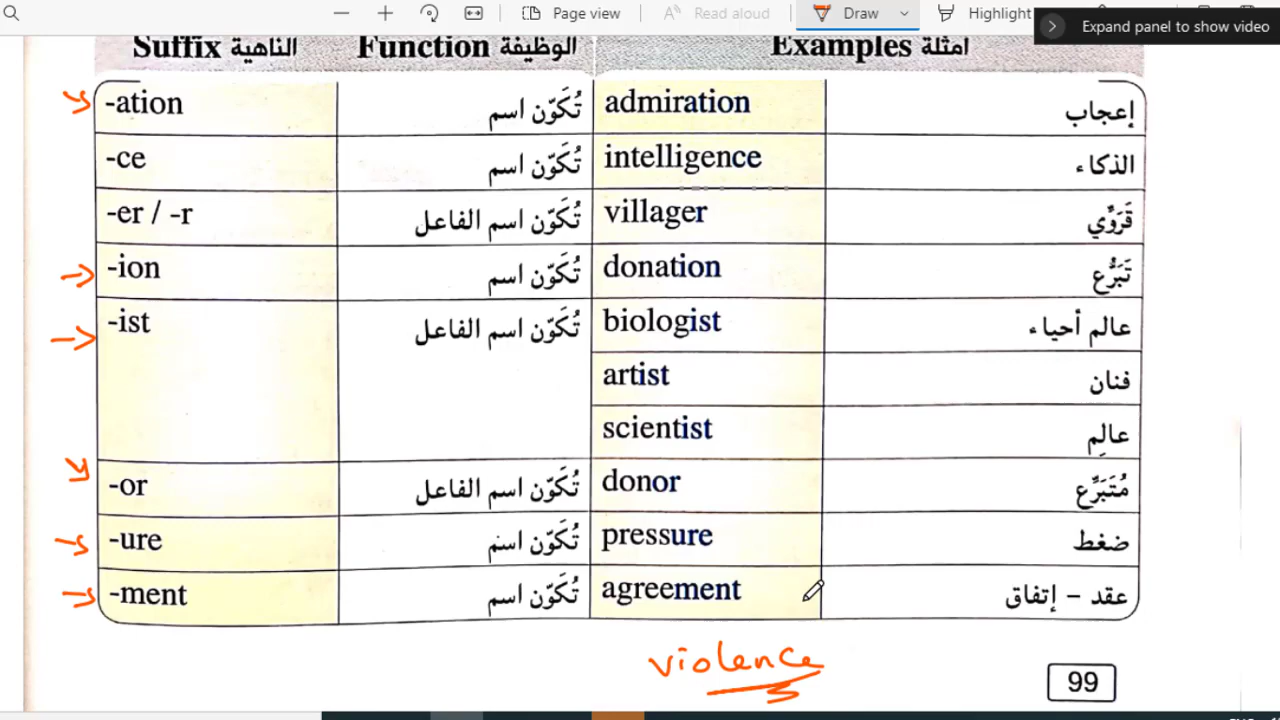 Page view
Read aloud
Draw
Highlight
Expand panel to show video
Suffix الناهية Function الوظيفة Examples امثلة
-ation تُكَوّن اسم admiration إعجاب
-ce تُكَوّن اسم intelligence الذكاء
-er / -r تُكَوّن اسم الفاعل villager قَرَوِّي
-ion تُكَوّن اسم donation تَبَرُّع
-ist تُكَوّن اسم الفاعل biologist عالم أحياء
artist فنان
scientist عالِم
-or تُكَوّن اسم الفاعل donor مُتَبَرِّع
-ure تُكَوّن اسم pressure ضغط
-ment تُكَوّن اسم agreement عقد – إتفاق
violence
99